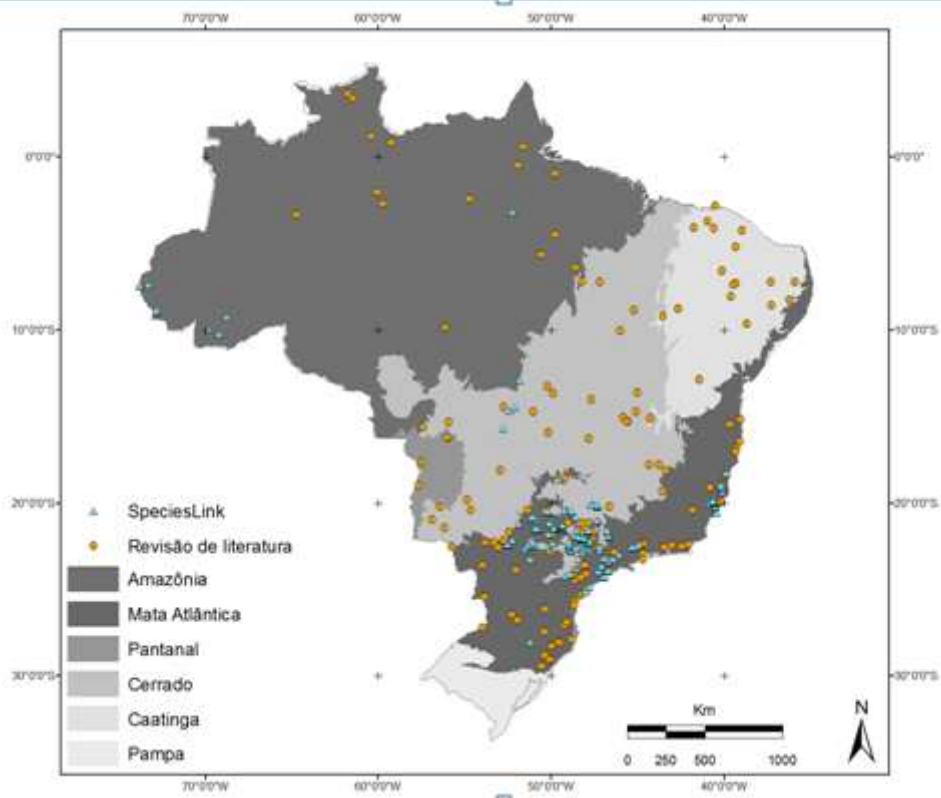 70°0'0"W 60°0'0"W 50°0'0"W 40°0'0"W
0°0'0" 0°0'0"
10°0'0"S 10°0'0"S
20°0'0"S 20°0'0"S
SpeciesLink
Revisão de literatura
Amazônia
Mata Atlântica
Pantanal
30°0'0"S 30°0'0"S
Cerrado
Km
N
Caatinga
Pampa
0 250 500 1000
70°0'0"W 60°0'0"W 50°0'0"W 40°0'0"W